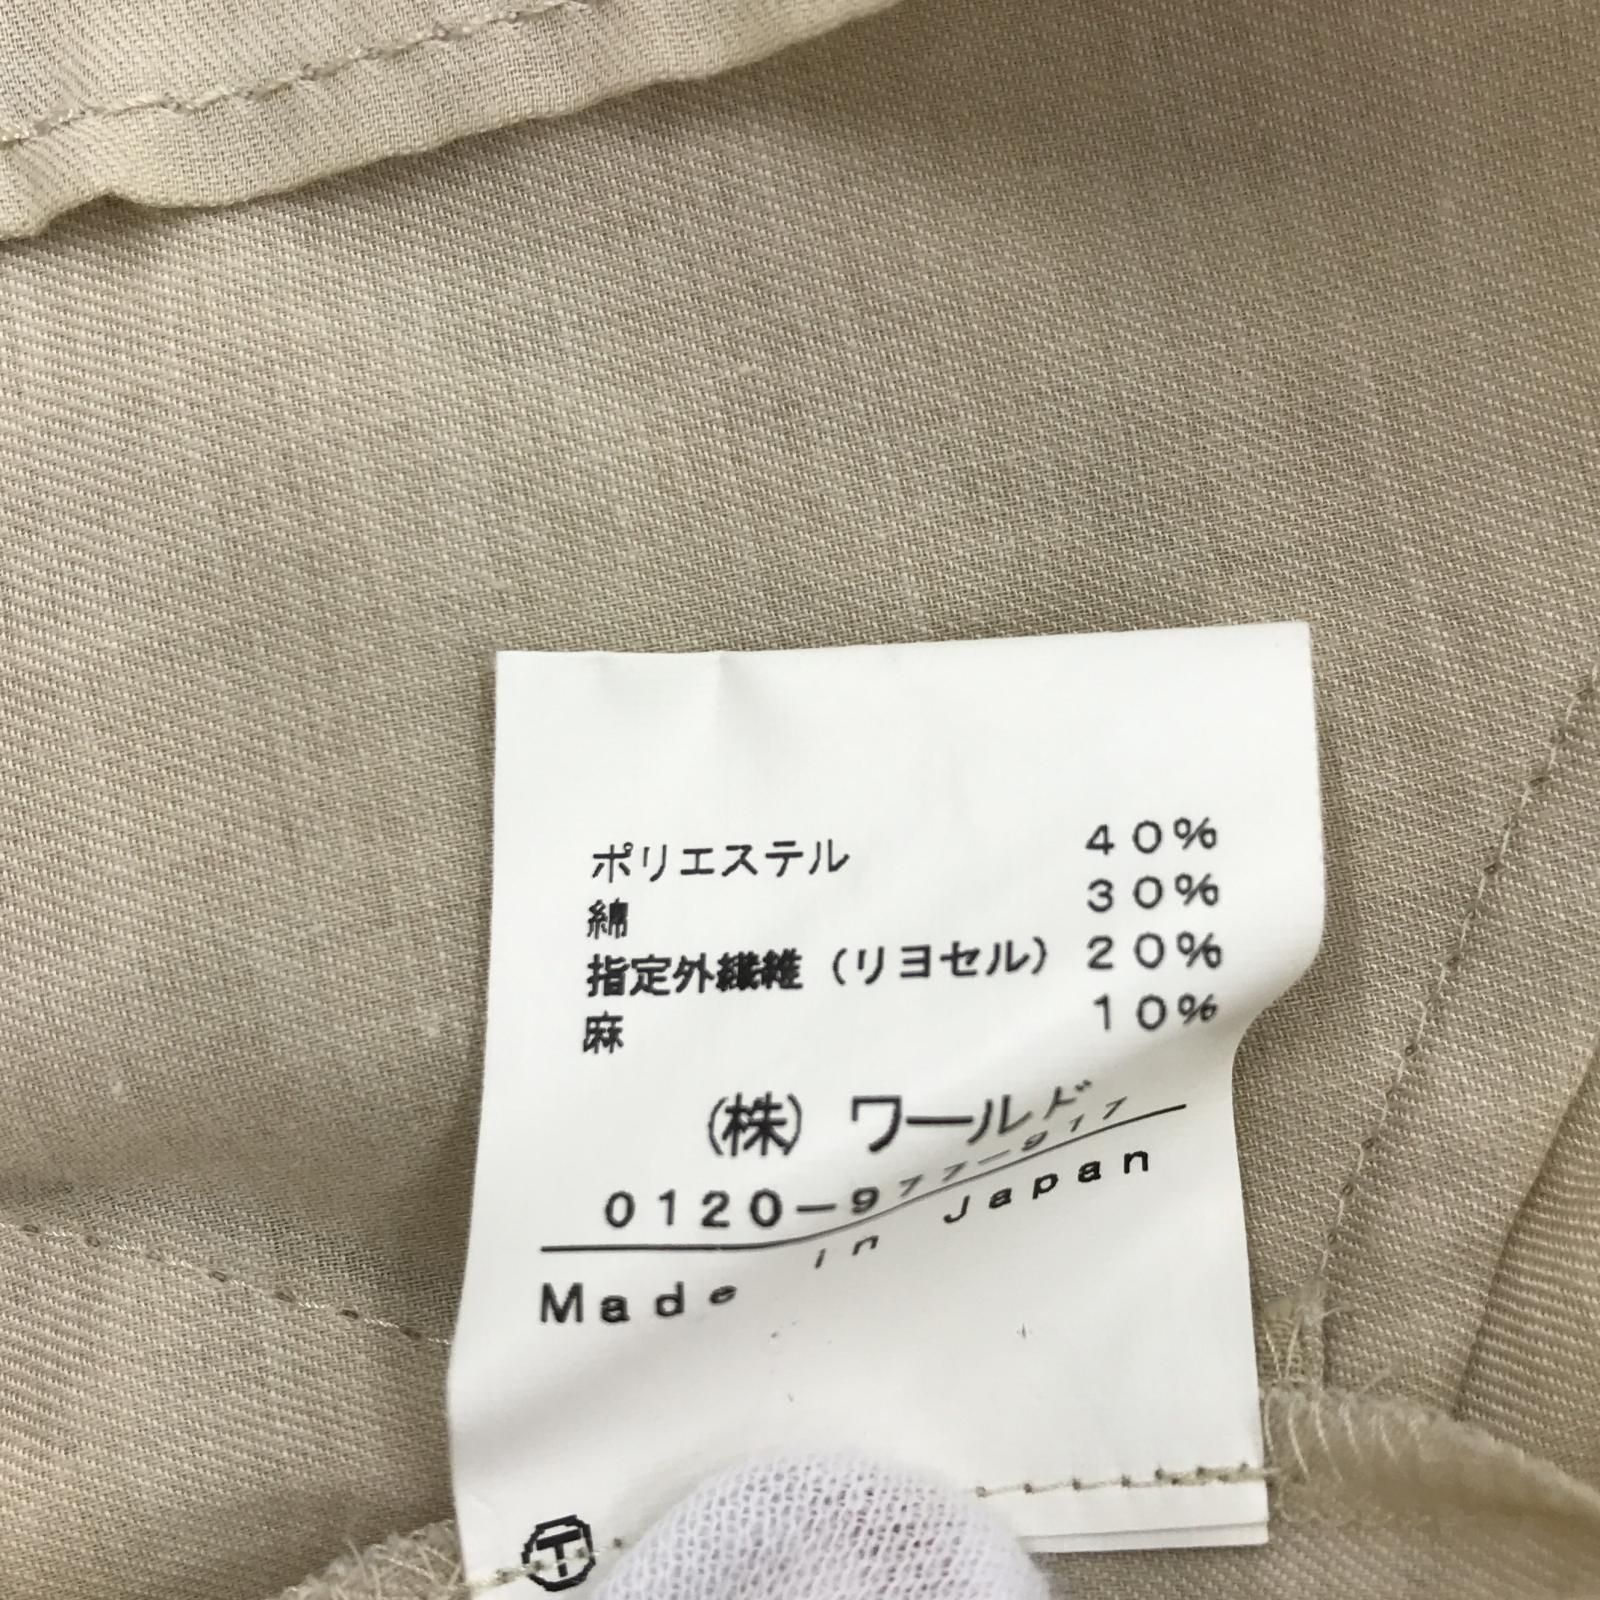 ポリエステル 40%
綿 30%
指定外繊維（リヨセル） 20%
麻 10%
(株) ワールド
0120-977-917
Made in Japan
T